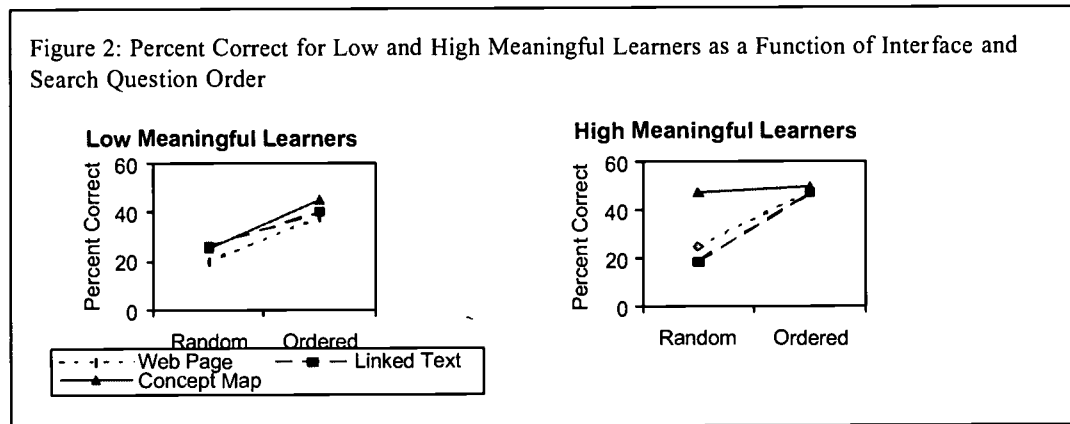 Figure 2: Percent Correct for Low and High Meaningful Learners as a Function of Interface and
Search Question Order
Low Meaningful Learners
Percent Correct
60
40
20
0
Random Ordered
High Meaningful Learners
Percent Correct
60
40
20
0
Random Ordered
Web Page Linked Text
Concept Map